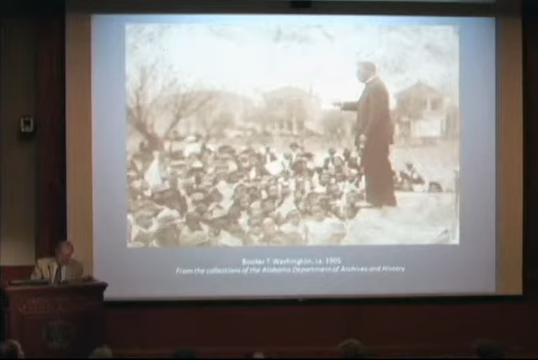 Booker T. Washington, ca. 1905
From the collections of the Alabama Department of Archives and History